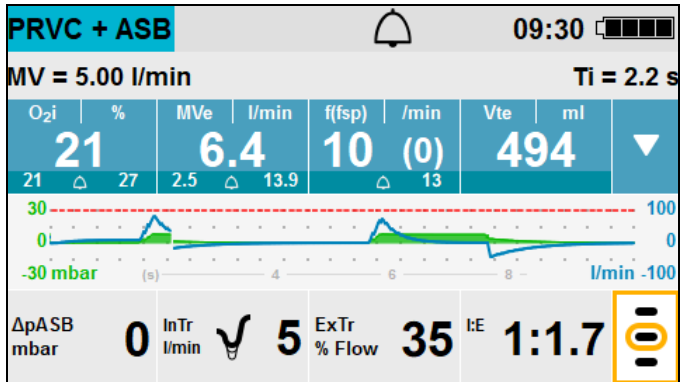 PRVC + ASB 09:30
MV = 5.00 l/min Ti = 2.2 s
O₂i % MVe l/min f(fsp) /min Vte ml
21 6.4 10 (0) 494
21 27 2.5 13.9 13
30 100
0 0
-30 mbar (s) 4 6 8 l/min -100
ΔpASB mbar 0 InTr l/min 5 ExTr % Flow 35 I:E 1:1.7